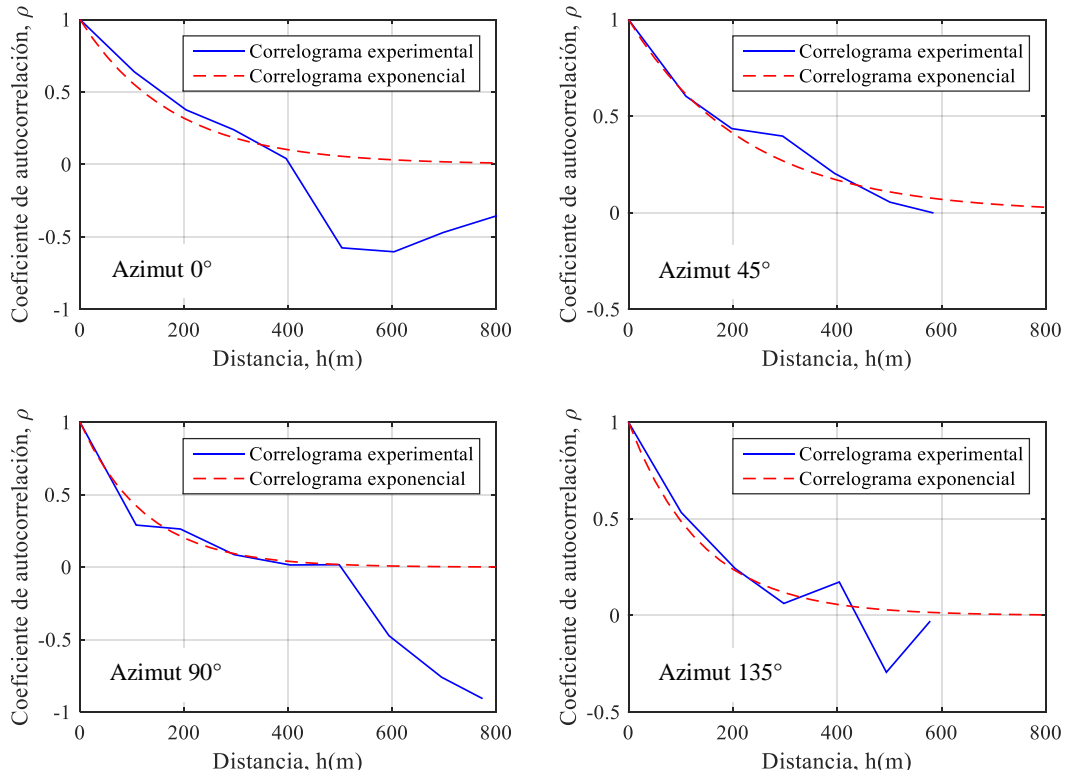 Coeficiente de autocorrelación, ρ
1
0.5
0
-0.5
-1
Correlograma experimental
Correlograma exponencial
Azimut 0°
0
200
400
600
800
Distancia, h(m)
Coeficiente de autocorrelación, ρ
1
0.5
0
-0.5
Correlograma experimental
Correlograma exponencial
Azimut 45°
0
200
400
600
800
Distancia, h(m)
Coeficiente de autocorrelación, ρ
1
0.5
0
-0.5
-1
Correlograma experimental
Correlograma exponencial
Azimut 90°
0
200
400
600
800
Distancia, h(m)
Coeficiente de autocorrelación, ρ
1
0.5
0
-0.5
Correlograma experimental
Correlograma exponencial
Azimut 135°
0
200
400
600
800
Distancia, h(m)